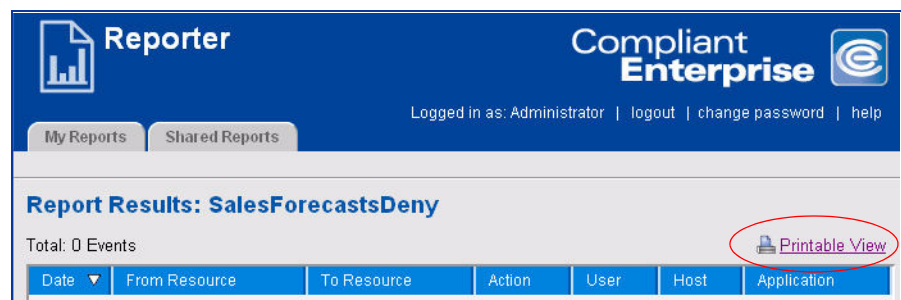 Reporter
Compliant
Enterprise
Logged in as: Administrator | logout | change password | help
My Reports Shared Reports
Report Results: SalesForecastsDeny
Total: 0 Events Printable View
Date From Resource To Resource Action User Host Application